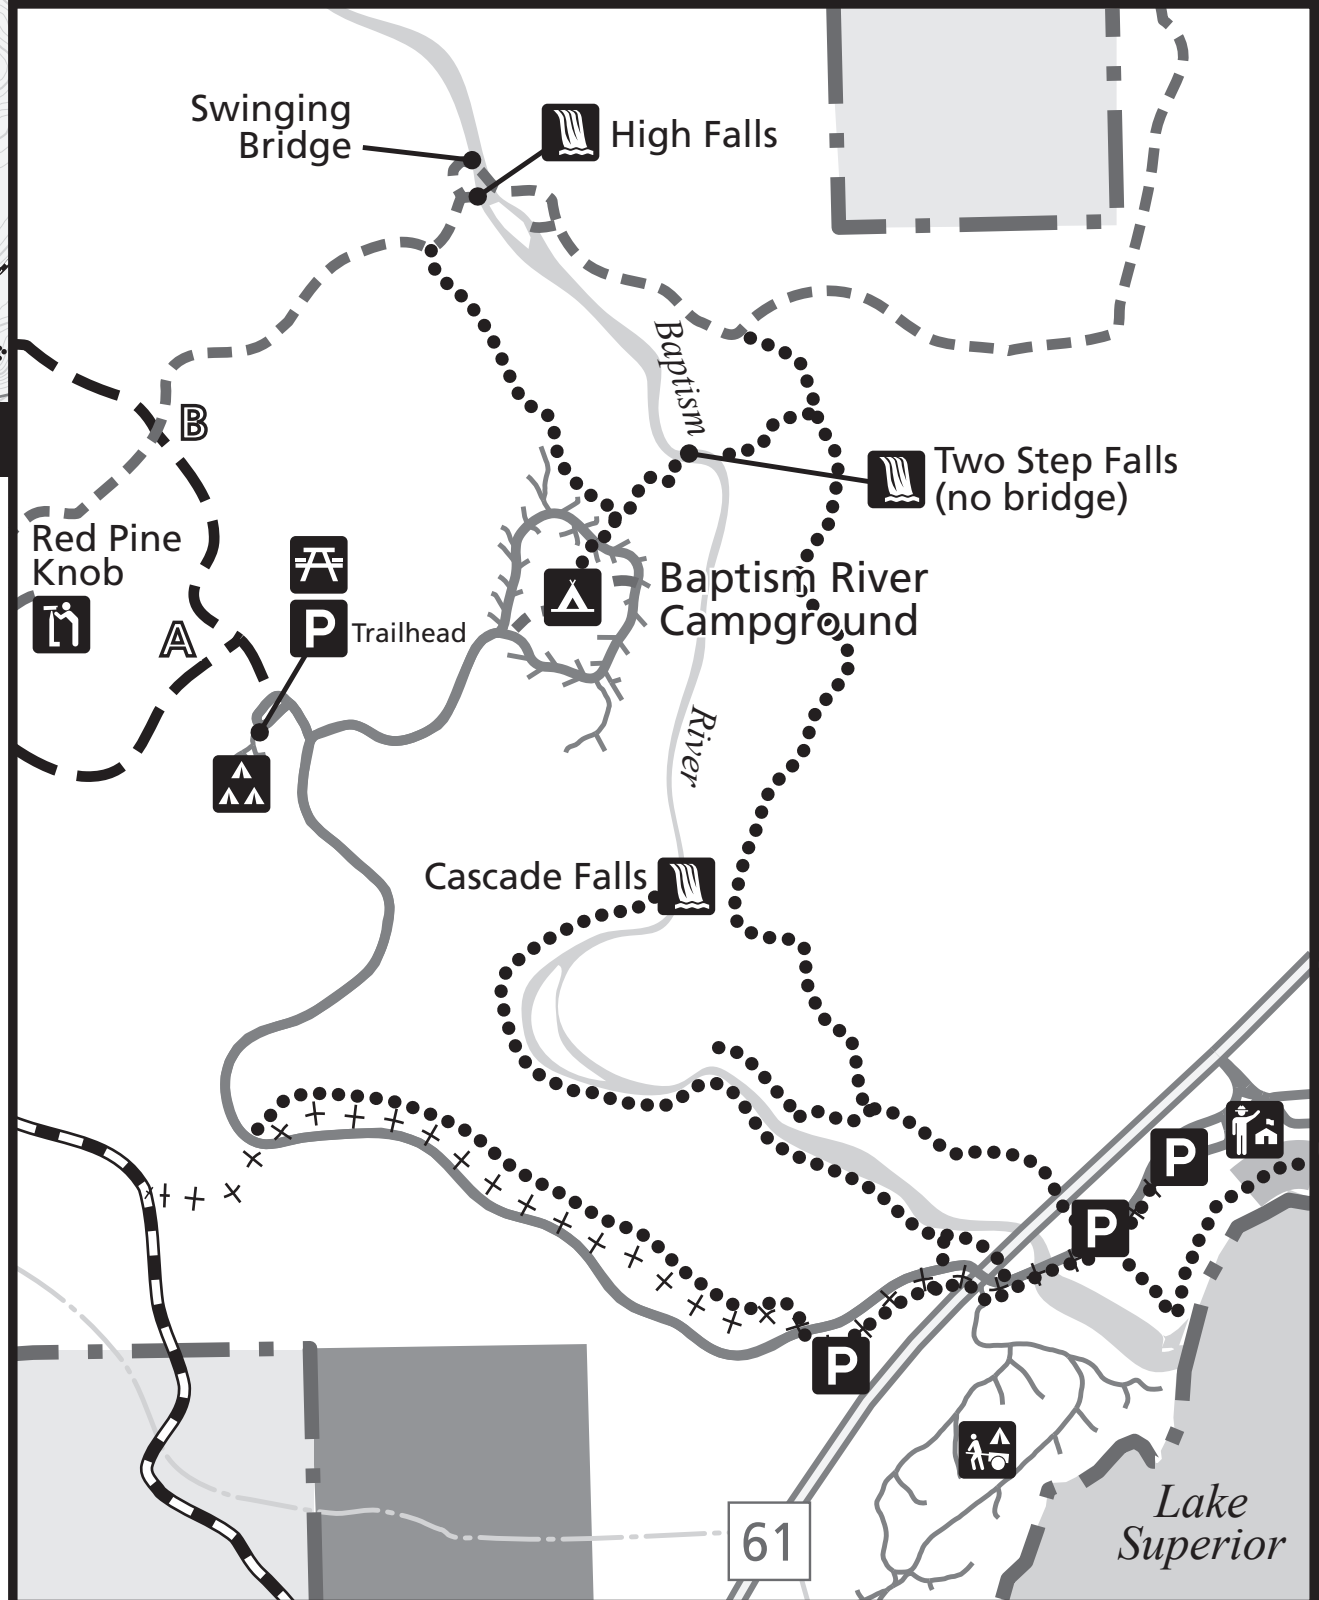 Swinging
Bridge
High Falls
Baptism
B
Two Step Falls
(no bridge)
Red Pine
Knob
P
Trailhead
A
Baptism River
Campground
River
Cascade Falls
P
P
P
61
Lake
Superior